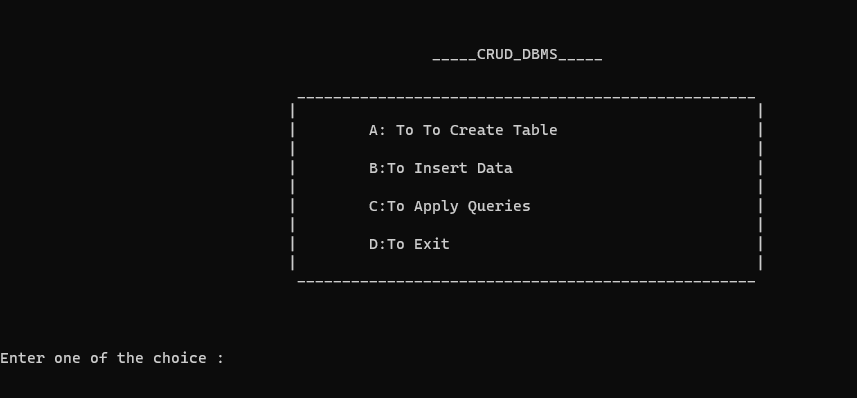 _____CRUD_DBMS_____
A: To To Create Table
B:To Insert Data
C:To Apply Queries
D:To Exit
Enter one of the choice :